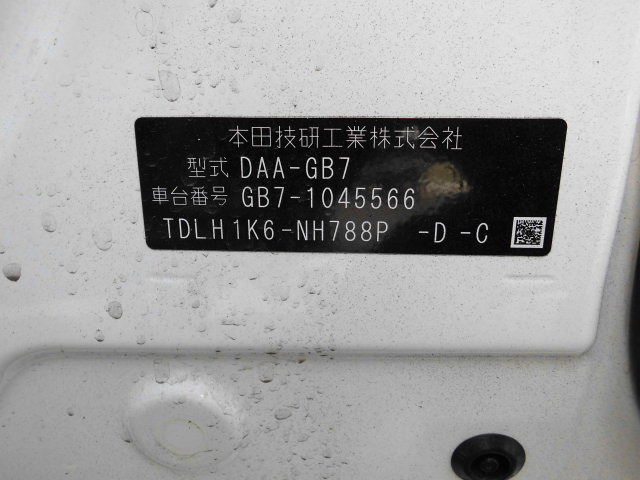 本田技研工業株式会社
型式 DAA-GB7
車台番号 GB7-1045566
TDLH1K6-NH788P -D-C